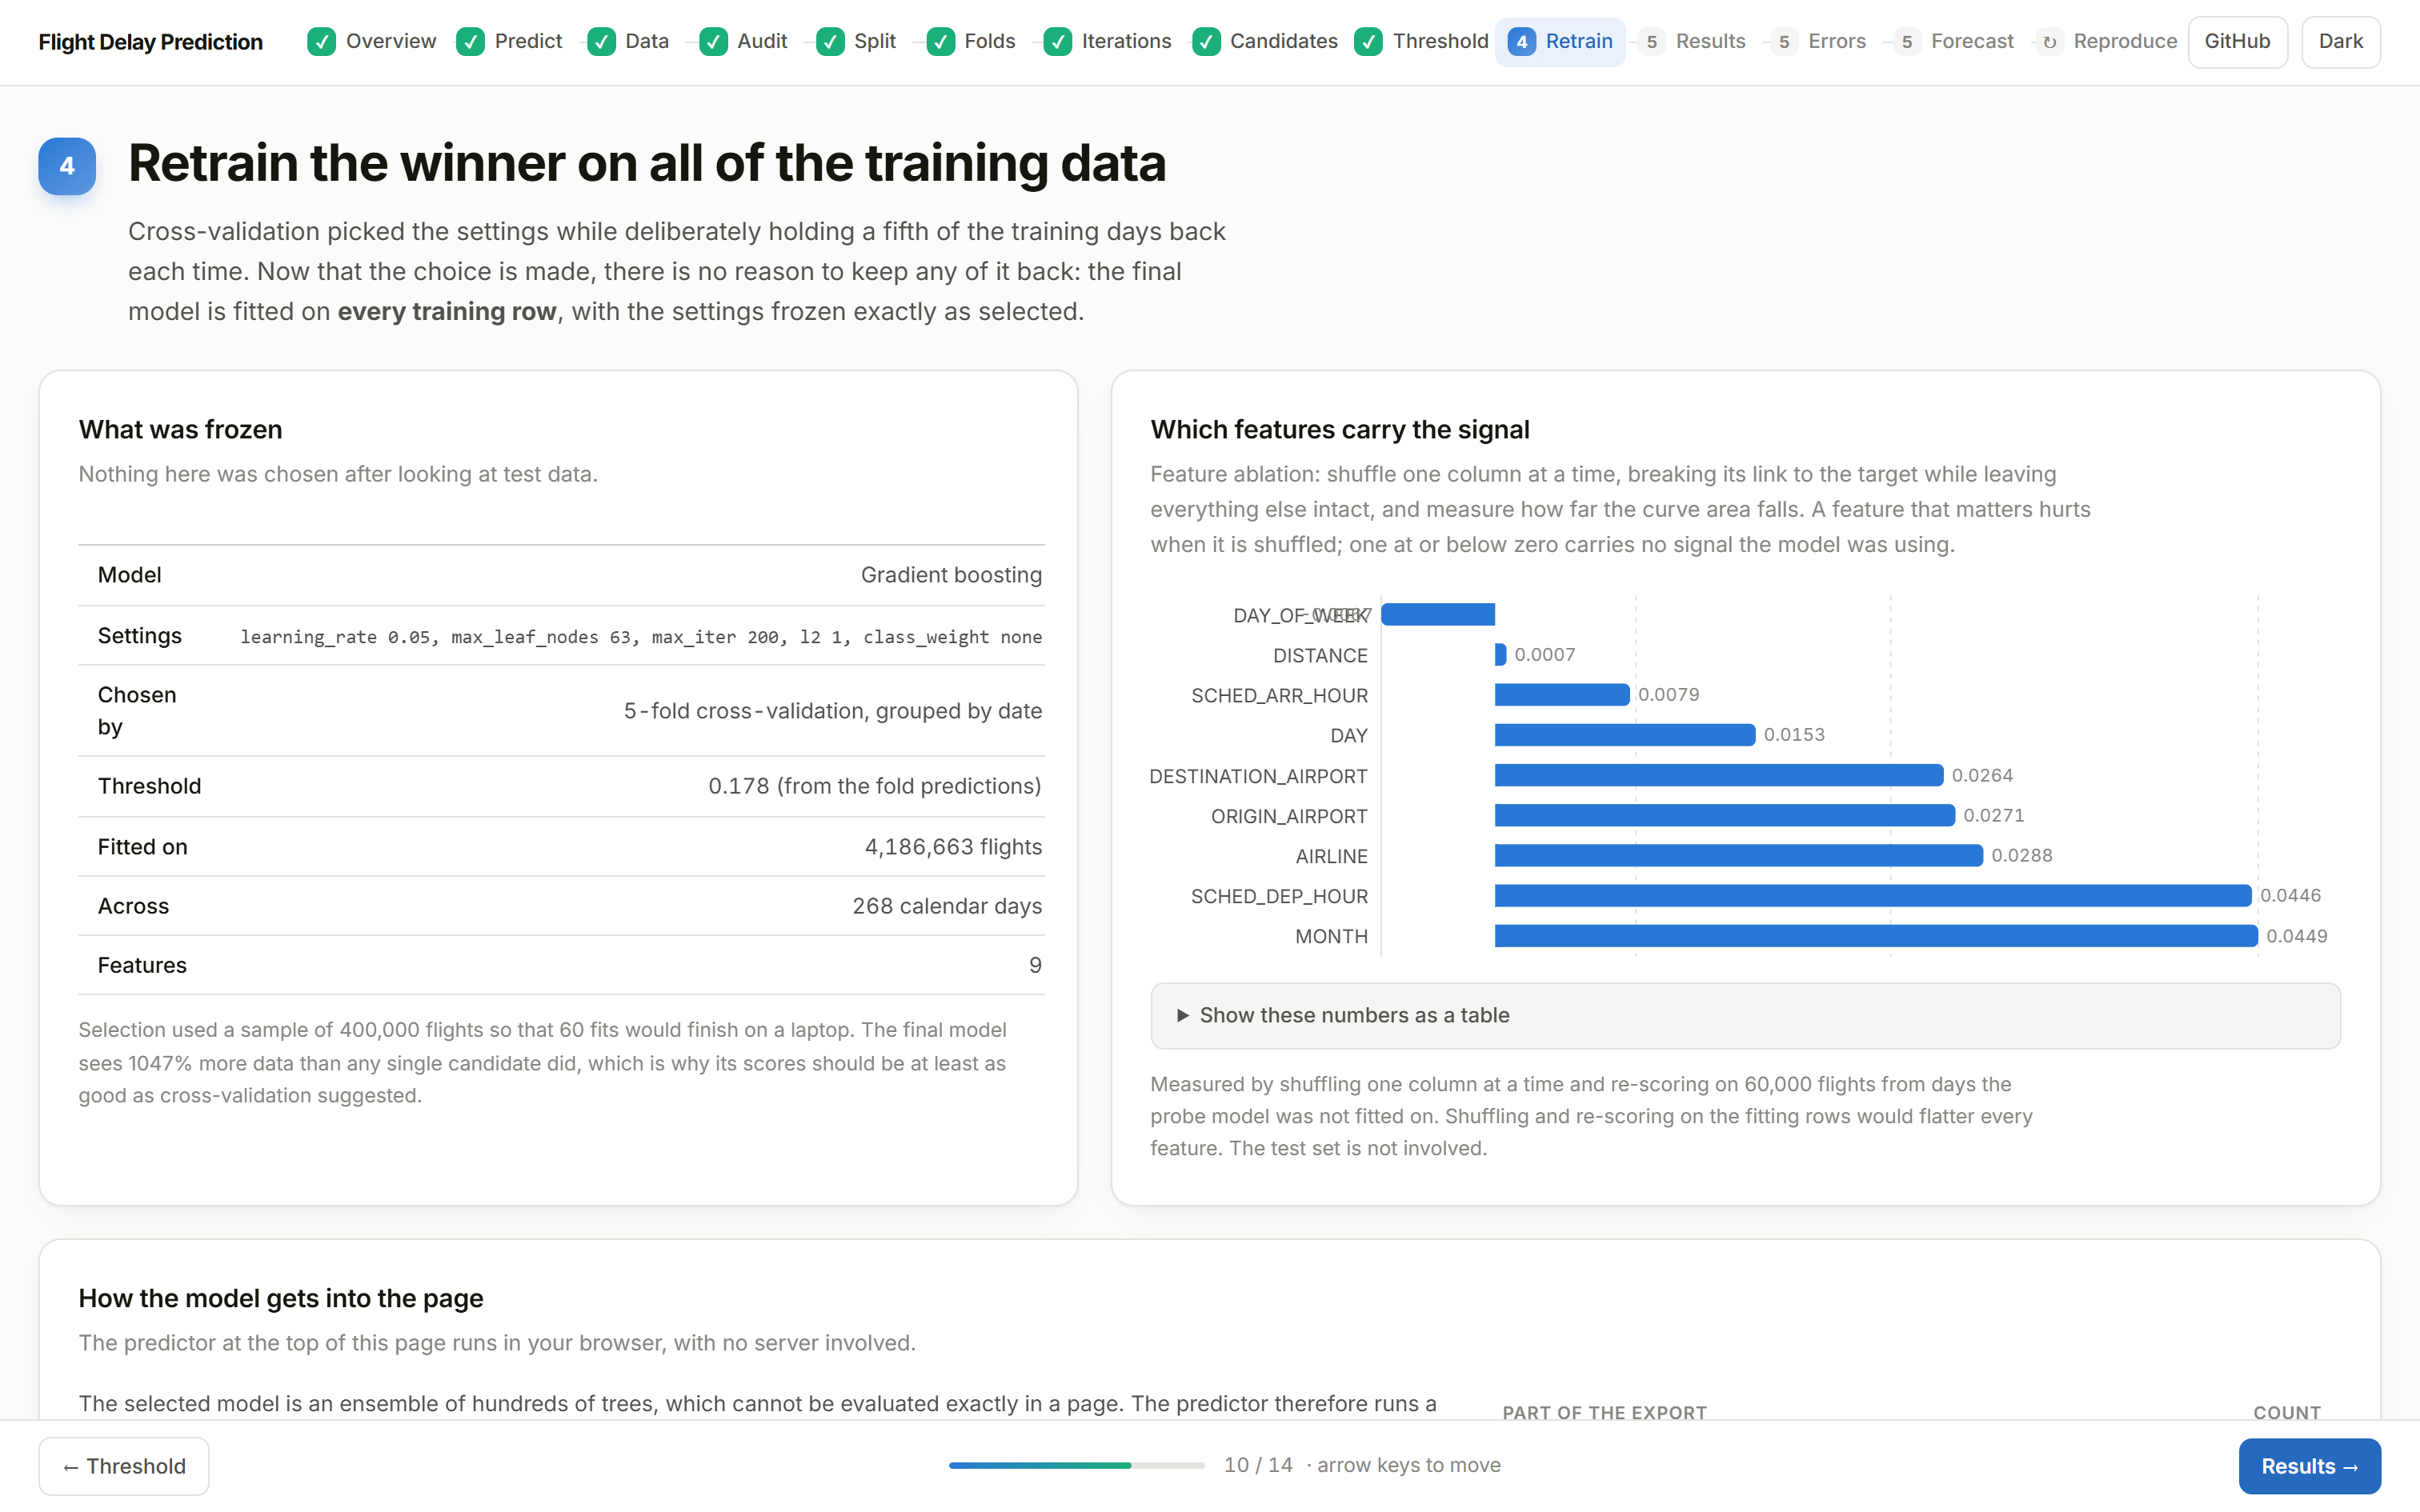 Flight Delay Prediction
✓ Overview
✓ Predict
✓ Data
✓ Audit
✓ Split
✓ Folds
✓ Iterations
✓ Candidates
✓ Threshold
4 Retrain
5 Results
5 Errors
5 Forecast
↻ Reproduce
GitHub
Dark
4
Retrain the winner on all of the training data
Cross-validation picked the settings while deliberately holding a fifth of the training days back
each time. Now that the choice is made, there is no reason to keep any of it back: the final
model is fitted on every training row, with the settings frozen exactly as selected.
What was frozen
Nothing here was chosen after looking at test data.
Model Gradient boosting
Settings learning_rate 0.05, max_leaf_nodes 63, max_iter 200, l2 1, class_weight none
Chosen
by
5-fold cross-validation, grouped by date
Threshold 0.178 (from the fold predictions)
Fitted on 4,186,663 flights
Across 268 calendar days
Features 9
Selection used a sample of 400,000 flights so that 60 fits would finish on a laptop. The final model
sees 1047% more data than any single candidate did, which is why its scores should be at least as
good as cross-validation suggested.
Which features carry the signal
Feature ablation: shuffle one column at a time, breaking its link to the target while leaving
everything else intact, and measure how far the curve area falls. A feature that matters hurts
when it is shuffled; one at or below zero carries no signal the model was using.
DAY_OF_WEEK
DISTANCE 0.0007
SCHED_ARR_HOUR 0.0079
DAY 0.0153
DESTINATION_AIRPORT 0.0264
ORIGIN_AIRPORT 0.0271
AIRLINE 0.0288
SCHED_DEP_HOUR 0.0446
MONTH 0.0449
▶ Show these numbers as a table
Measured by shuffling one column at a time and re-scoring on 60,000 flights from days the
probe model was not fitted on. Shuffling and re-scoring on the fitting rows would flatter every
feature. The test set is not involved.
How the model gets into the page
The predictor at the top of this page runs in your browser, with no server involved.
The selected model is an ensemble of hundreds of trees, which cannot be evaluated exactly in a page. The predictor therefore runs a
PART OF THE EXPORT COUNT
← Threshold
10 / 14 · arrow keys to move
Results →